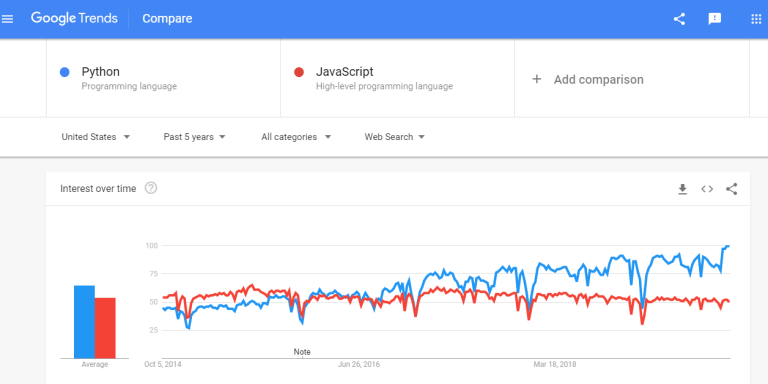 Google Trends Compare
Python
Programming language
JavaScript
High-level programming language
+ Add comparison
United States
Past 5 years
All categories
Web Search
Interest over time ?
100
75
50
25
Average
Note
Oct 5, 2014
Jun 26, 2016
Mar 18, 2018